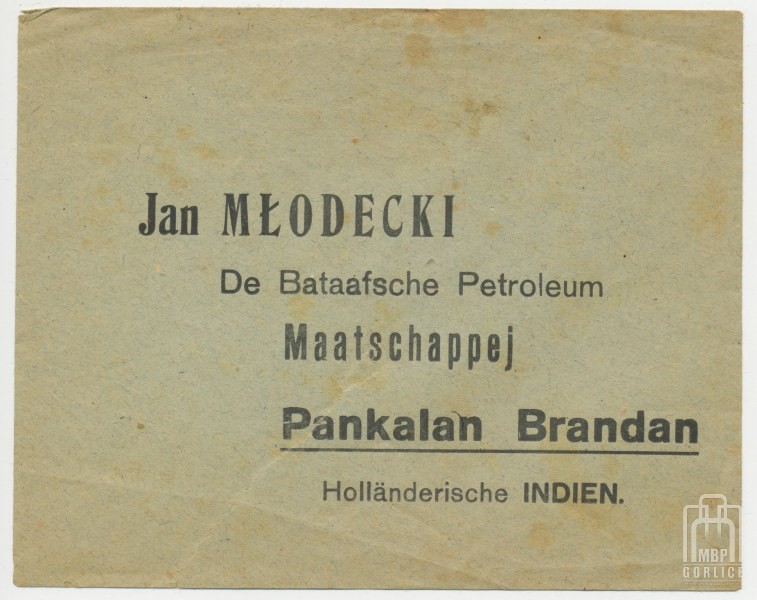 Jan MŁODECKI
De Bataafsche Petroleum
Maatschappej
Pankalan Brandan
Holländerische INDIEN.
MBP
GORLICE